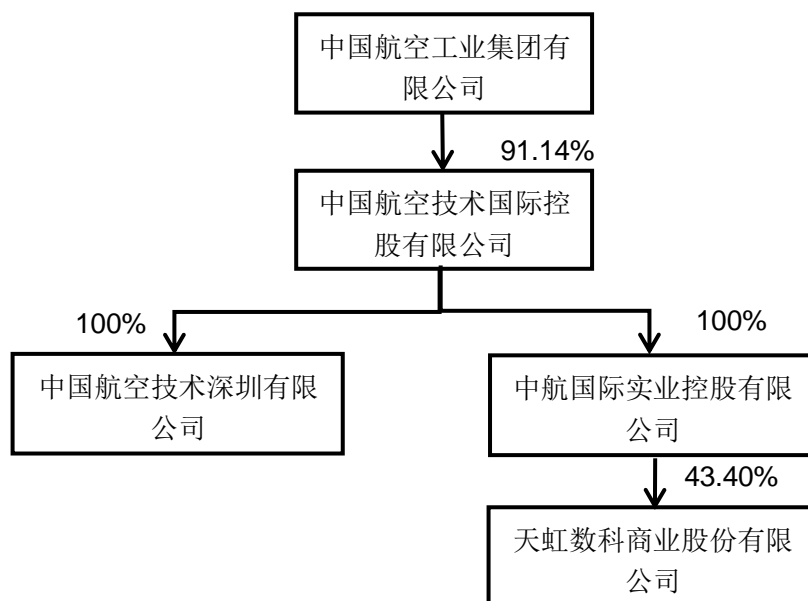 中国航空工业集团有
限公司
91.14%
中国航空技术国际控
股有限公司
100%
100%
中国航空技术深圳有限
公司
中航国际实业控股有限
公司
43.40%
天虹数科商业股份有限
公司